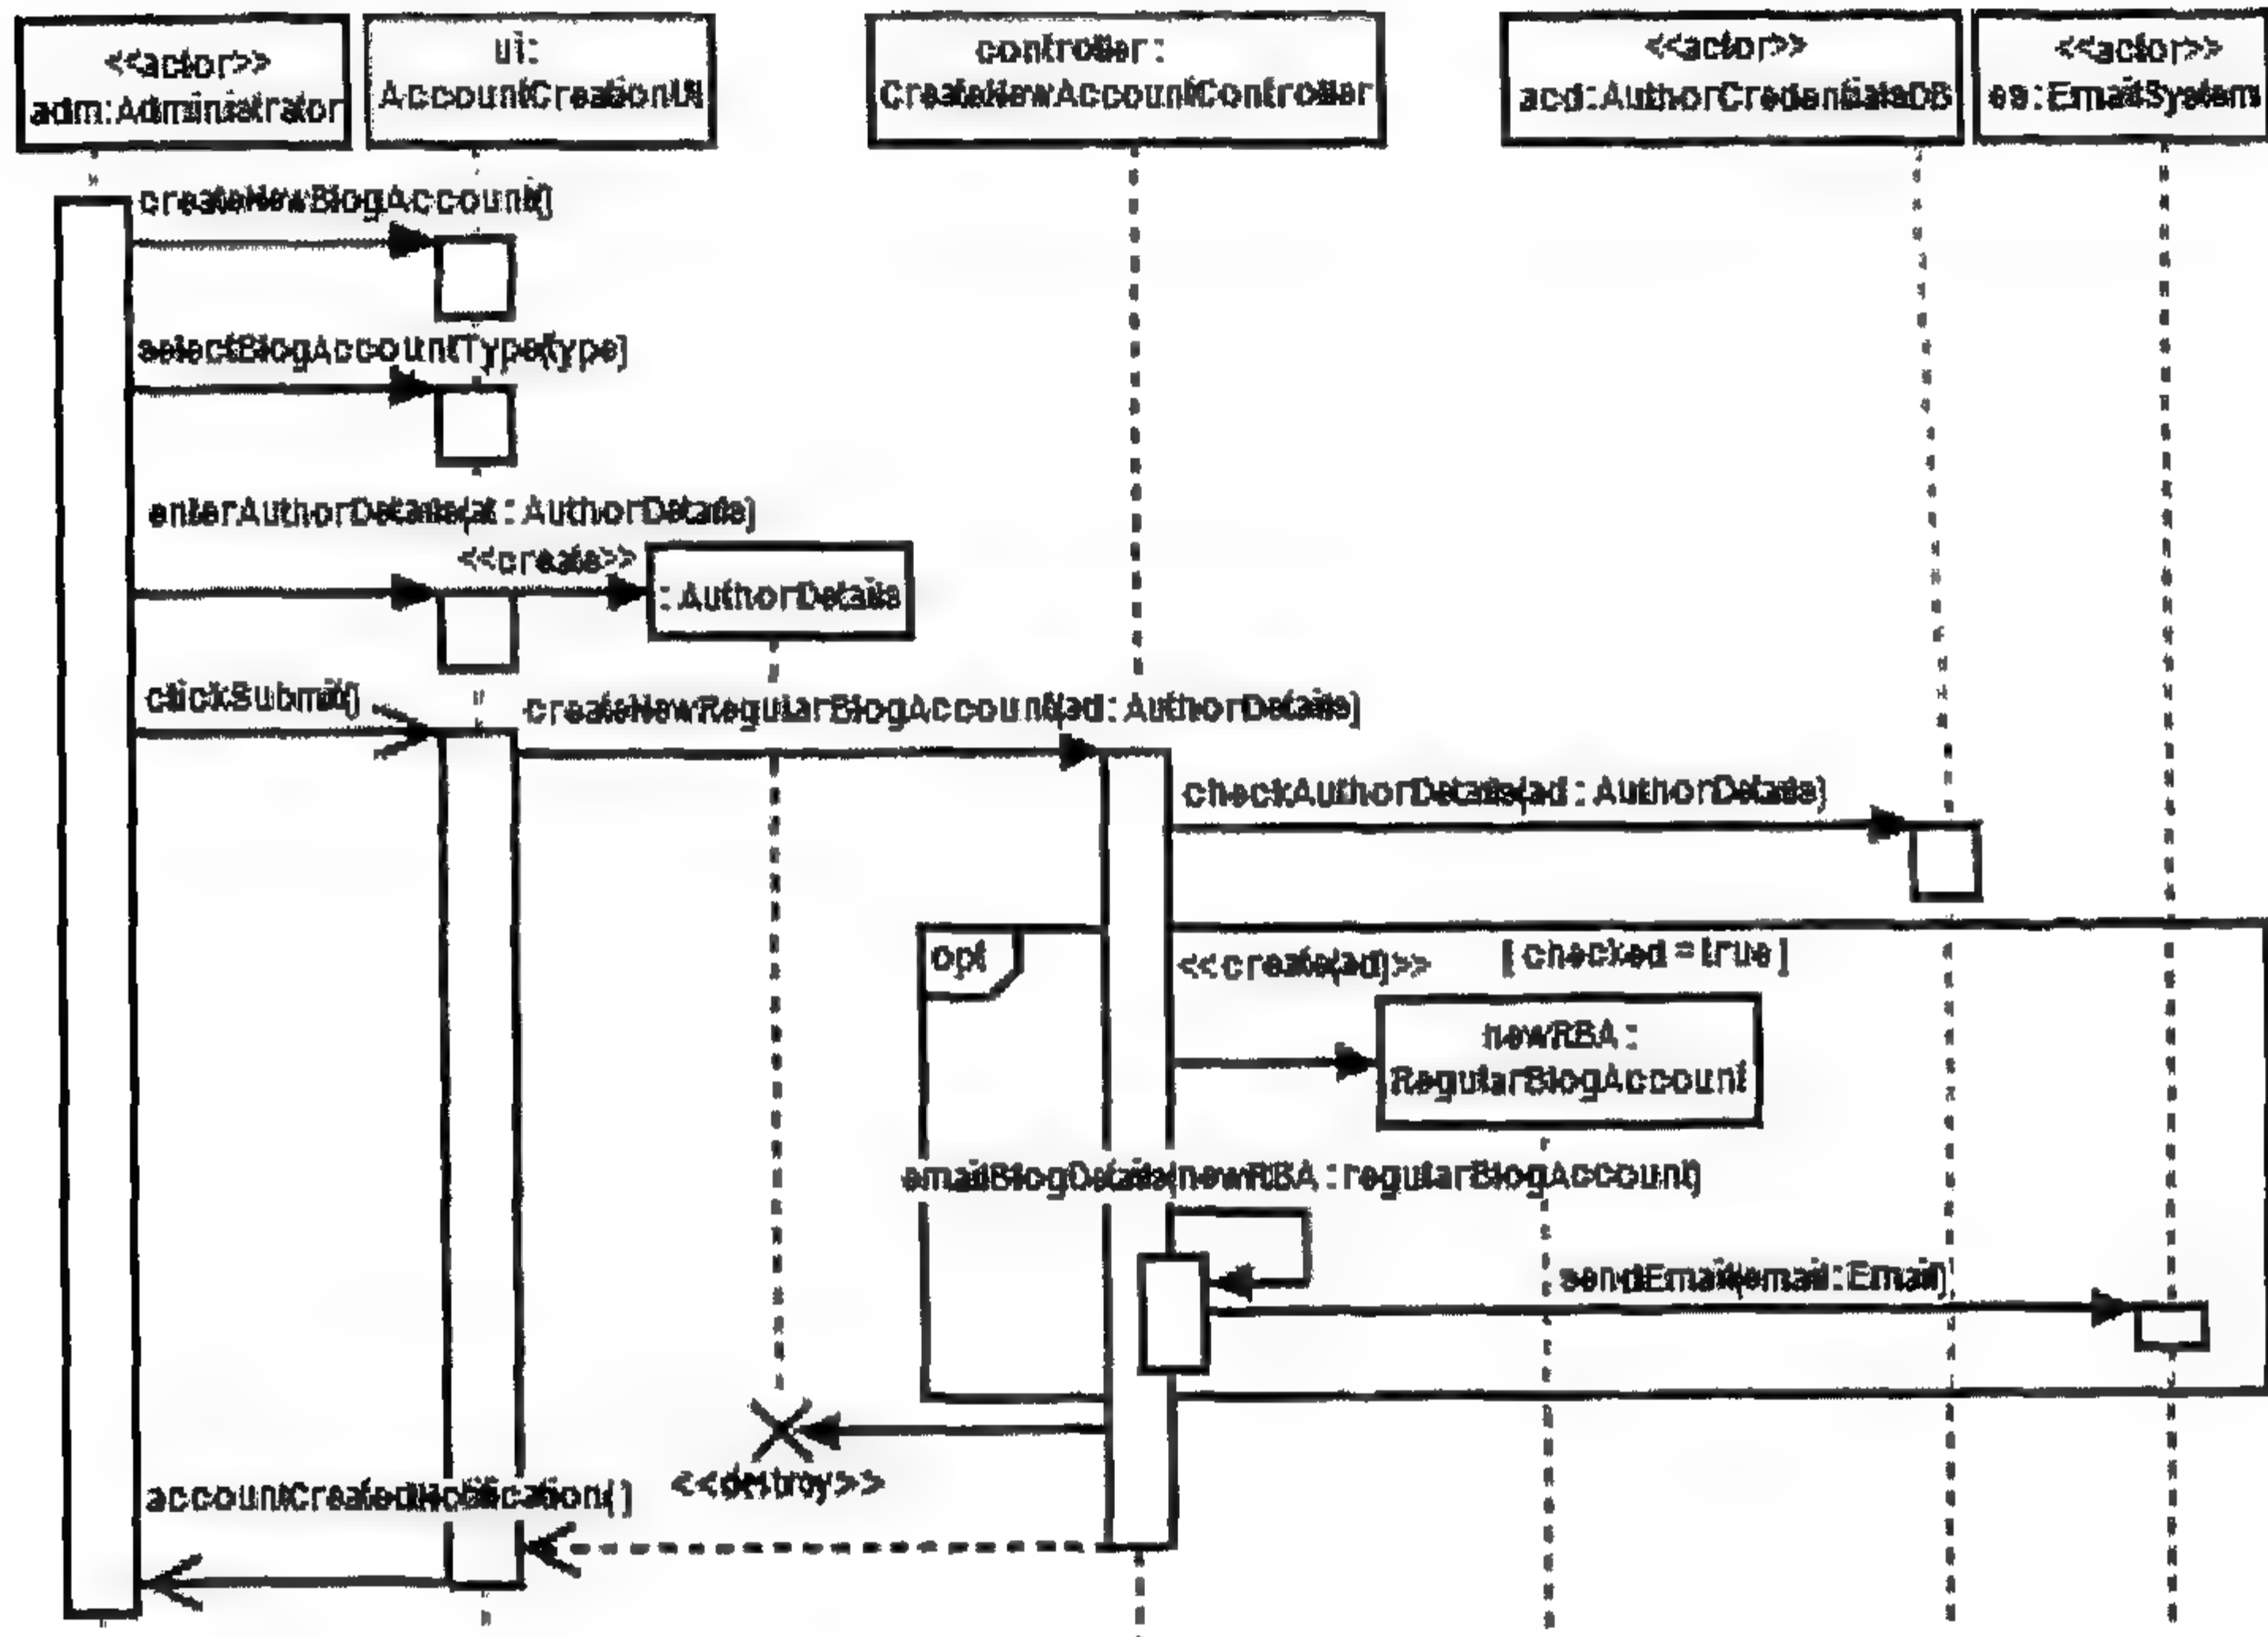 <<actor>>
adm:Administrator
ui:
AccountCreationUI
controller:
CreateNewAccountController
<<actor>>
acd:AuthorCredentialsDB
<<actor>>
es:EmailSystem
createNewBlogAccount()
selectBlogAccountType(type)
enterAuthorDetails(ad:AuthorDetails)
<<create>>
:AuthorDetails
clickSubmit()
createNewRegularBlogAccount(ad:AuthorDetails)
checkAuthorDetails(ad:AuthorDetails)
opt
<<create(ad)>>
[checked=true]
newRBA:
RegularBlogAccount
emailBlogDetails(newRBA:regularBlogAccount)
sendEmail(email:Email)
<<destroy>>
accountCreatedNotification()